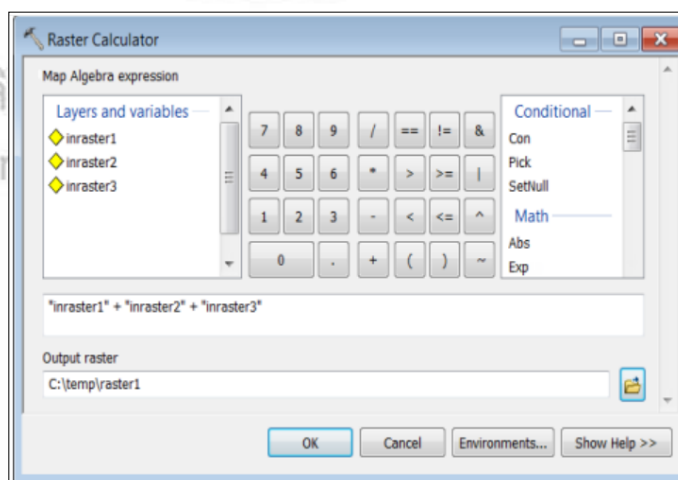 Raster Calculator
Map Algebra expression
Layers and variables
inraster1
inraster2
inraster3
7 8 9 / == != &
4 5 6 * > >= |
1 2 3 - < <= ^
0 . + ( ) ~
Conditional
Con
Pick
SetNull
Math
Abs
Exp
"inraster1" + "inraster2" + "inraster3"
Output raster
C:\temp\raster1
OK Cancel Environments... Show Help >>